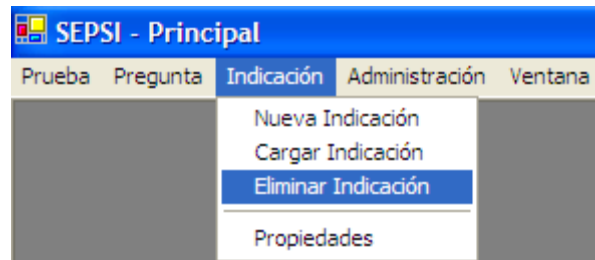 SEPSI - Principal
Prueba Pregunta Indicación Administración Ventana
Nueva Indicación
Cargar Indicación
Eliminar Indicación
Propiedades